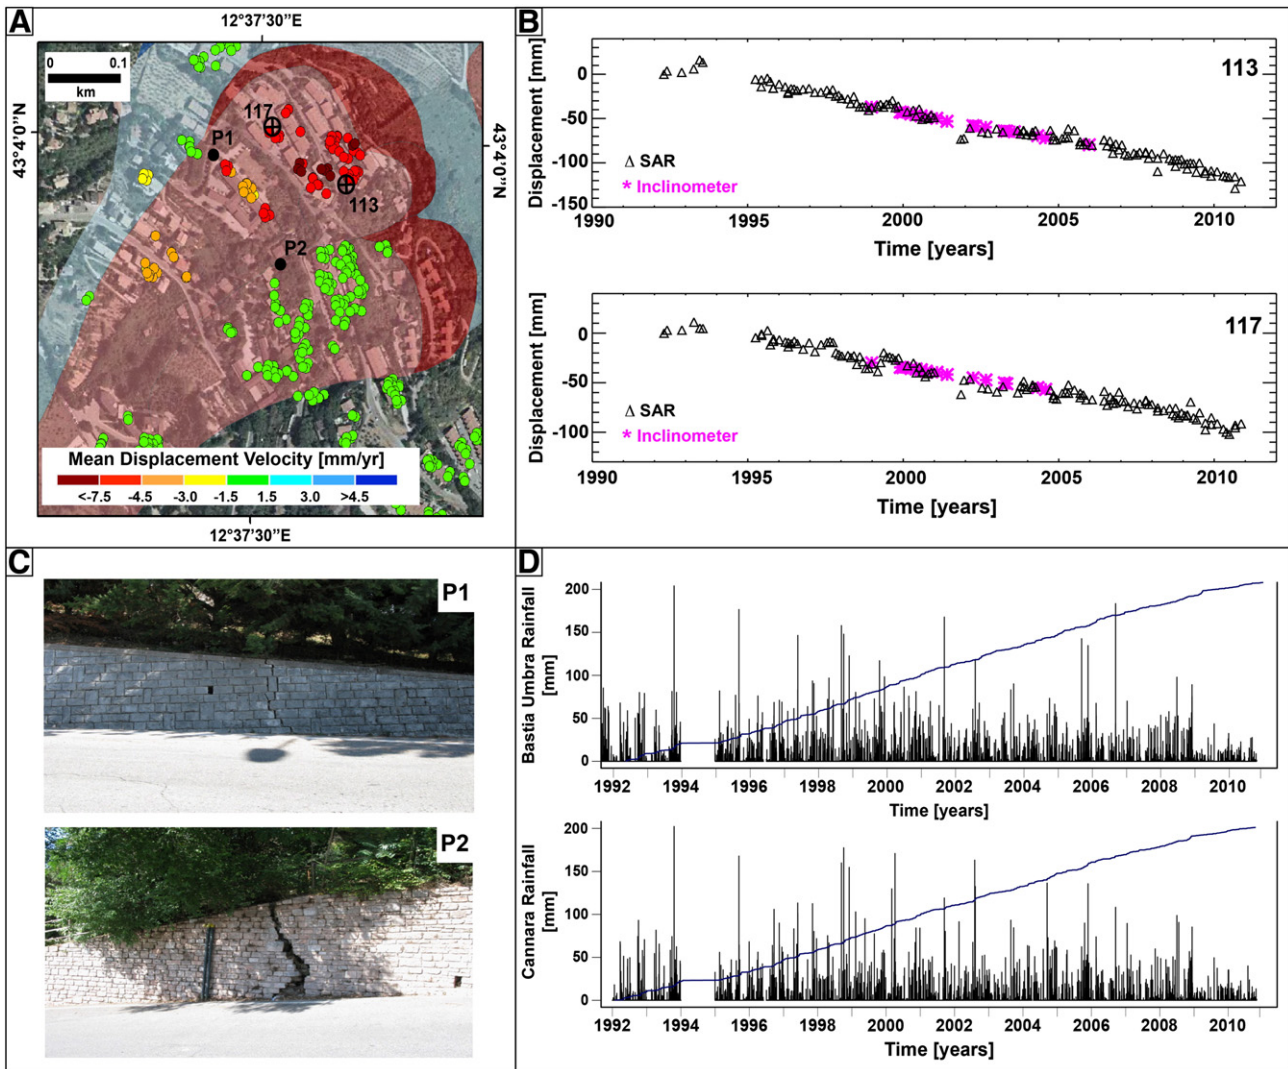 A
12°37'30''E
0 0.1
km
43°4'0''N
43°4'0''N
117
P1
113
P2
Mean Displacement Velocity [mm/yr]
<-7.5 -4.5 -3.0 -1.5 1.5 3.0 >4.5
12°37'30''E
B
113
Displacement [mm]
0
-50
-100
-150
△ SAR
* Inclinometer
1990 1995 2000 2005 2010
Time [years]
117
Displacement [mm]
0
-50
-100
△ SAR
* Inclinometer
1990 1995 2000 2005 2010
Time [years]
C
P1
P2
D
Bastia Umbra Rainfall
[mm]
200
150
100
50
0
1992 1994 1996 1998 2000 2002 2004 2006 2008 2010
Time [years]
Cannara Rainfall
[mm]
200
150
100
50
0
1992 1994 1996 1998 2000 2002 2004 2006 2008 2010
Time [years]